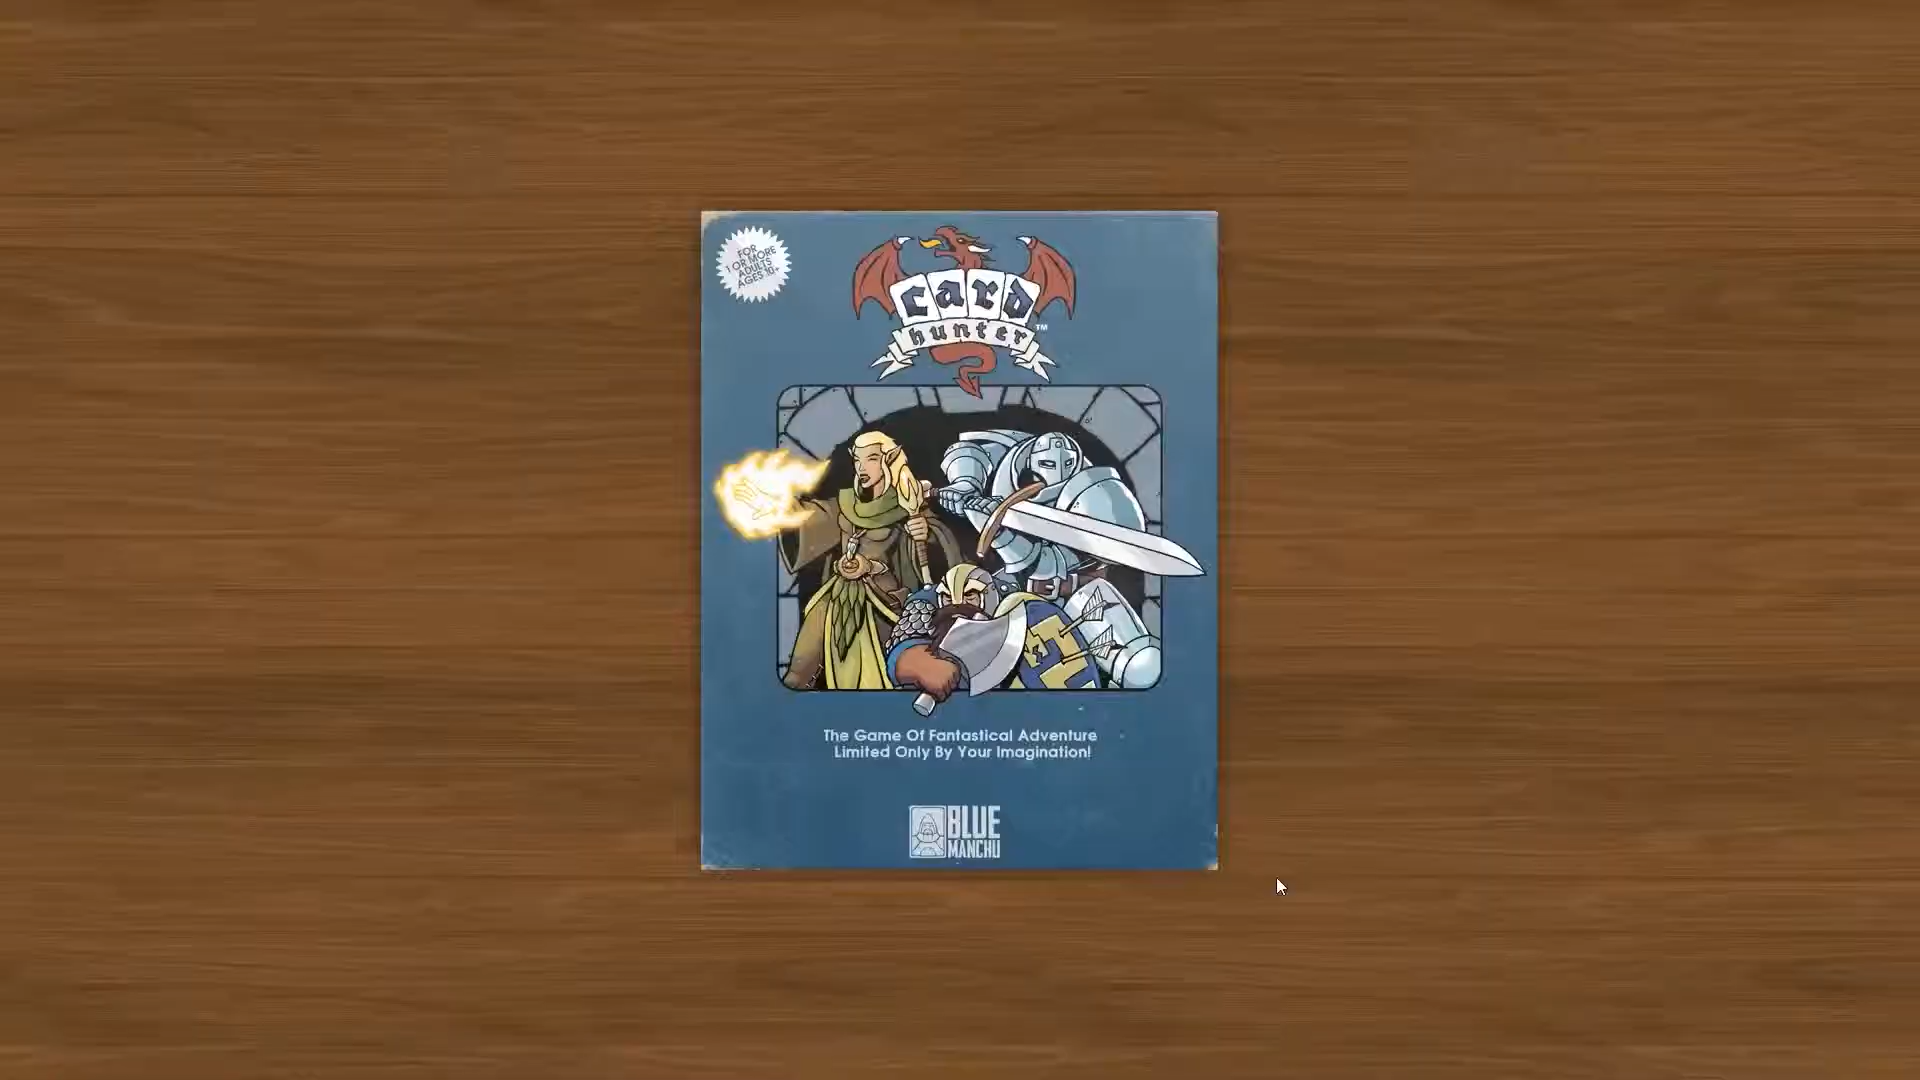 FOR
1 OR MORE
ADULTS
AGES 10+
card
hunter™
The Game Of Fantastical Adventure
Limited Only By Your Imagination!
BLUE
MANCHU